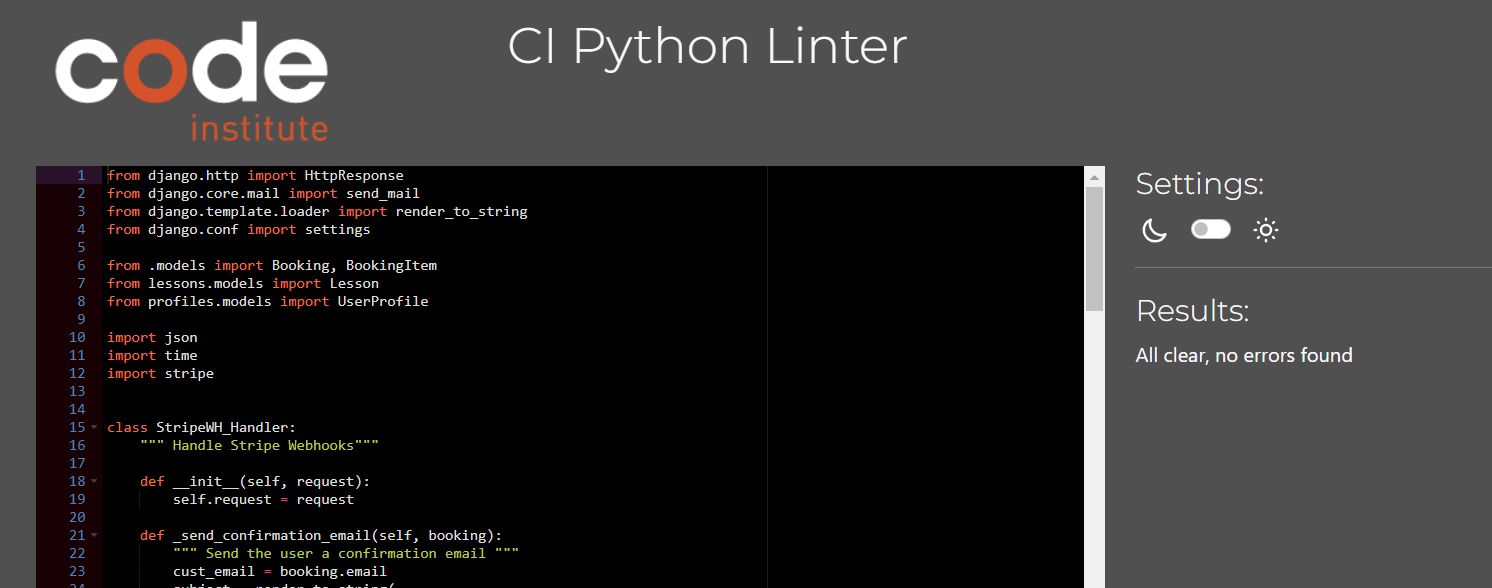 code
institute
CI Python Linter
1 from django.http import HttpResponse
2 from django.core.mail import send_mail
3 from django.template.loader import render_to_string
4 from django.conf import settings
5
6 from .models import Booking, BookingItem
7 from lessons.models import Lesson
8 from profiles.models import UserProfile
9
10 import json
11 import time
12 import stripe
13
14
15 class StripeWH_Handler:
16     """ Handle Stripe Webhooks"""
17
18     def __init__(self, request):
19         self.request = request
20
21     def _send_confirmation_email(self, booking):
22         """ Send the user a confirmation email """
23         cust_email = booking.email
Settings:
Results:
All clear, no errors found